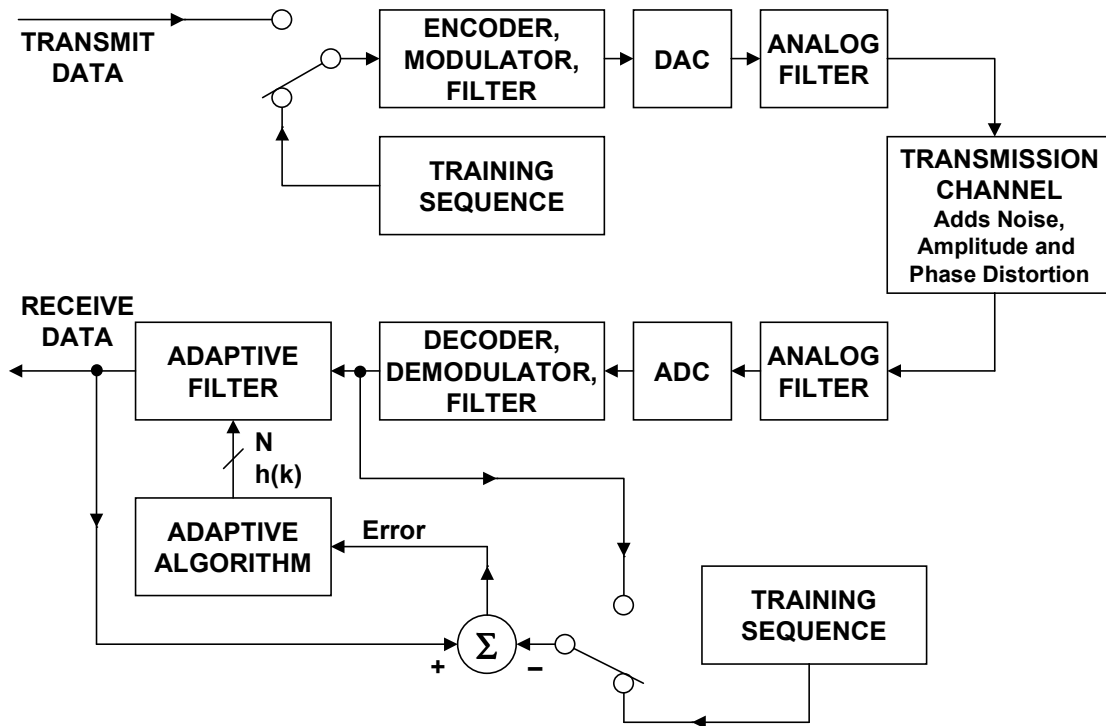 TRANSMIT
DATA
ENCODER,
MODULATOR,
FILTER
DAC
ANALOG
FILTER
TRAINING
SEQUENCE
TRANSMISSION
CHANNEL
Adds Noise,
Amplitude and
Phase Distortion
RECEIVE
DATA
ADAPTIVE
FILTER
DECODER,
DEMODULATOR,
FILTER
ADC
ANALOG
FILTER
N
h(k)
ADAPTIVE
ALGORITHM
Error
TRAINING
SEQUENCE
Σ
+
−